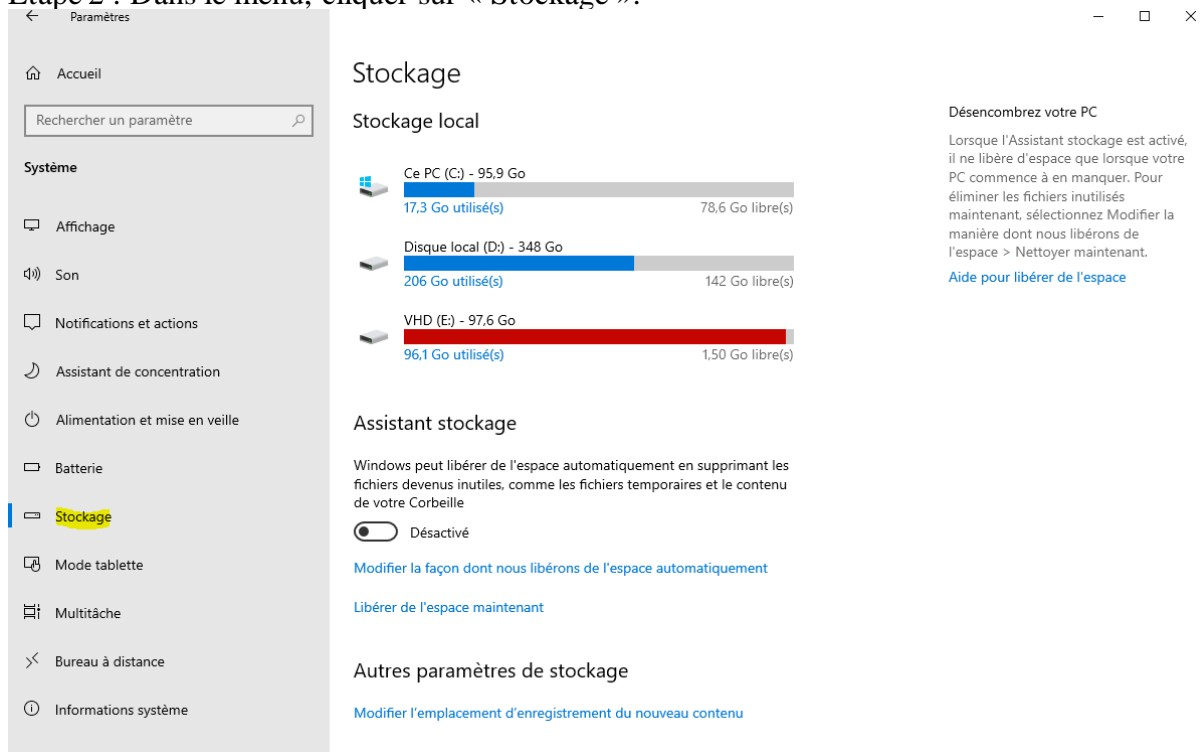 Etape 2 : Dans le menu, cliquer sur « Stockage ».
Paramètres
Accueil
Rechercher un paramètre
Système
Affichage
Son
Notifications et actions
Assistant de concentration
Alimentation et mise en veille
Batterie
Stockage
Mode tablette
Multitâche
Bureau à distance
Informations système
Stockage
Stockage local
Ce PC (C:) - 95,9 Go
17,3 Go utilisé(s) 78,6 Go libre(s)
Disque local (D:) - 348 Go
206 Go utilisé(s) 142 Go libre(s)
VHD (E:) - 97,6 Go
96,1 Go utilisé(s) 1,50 Go libre(s)
Assistant stockage
Windows peut libérer de l'espace automatiquement en supprimant les
fichiers devenus inutiles, comme les fichiers temporaires et le contenu
de votre Corbeille
Désactivé
Modifier la façon dont nous libérons de l'espace automatiquement
Libérer de l'espace maintenant
Autres paramètres de stockage
Modifier l'emplacement d'enregistrement du nouveau contenu
Désencombrez votre PC
Lorsque l'Assistant stockage est activé,
il ne libère d'espace que lorsque votre
PC commence à en manquer. Pour
éliminer les fichiers inutilisés
maintenant, sélectionnez Modifier la
manière dont nous libérons de
l'espace > Nettoyer maintenant.
Aide pour libérer de l'espace